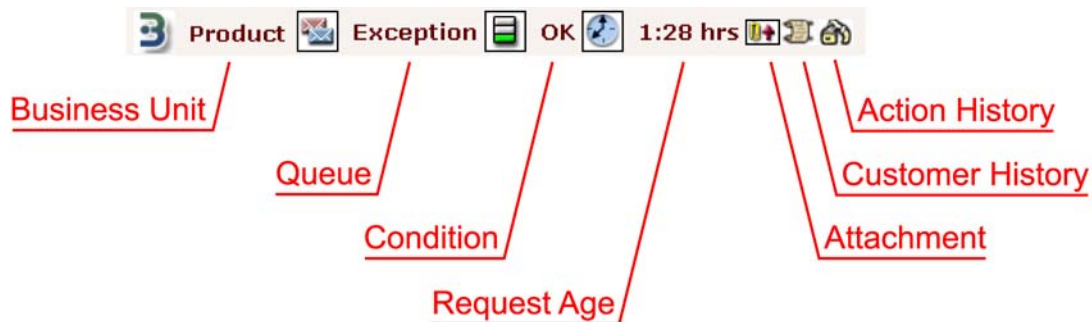 Product Exception OK 1:28 hrs
Business Unit
Action History
Queue
Customer History
Condition
Attachment
Request Age